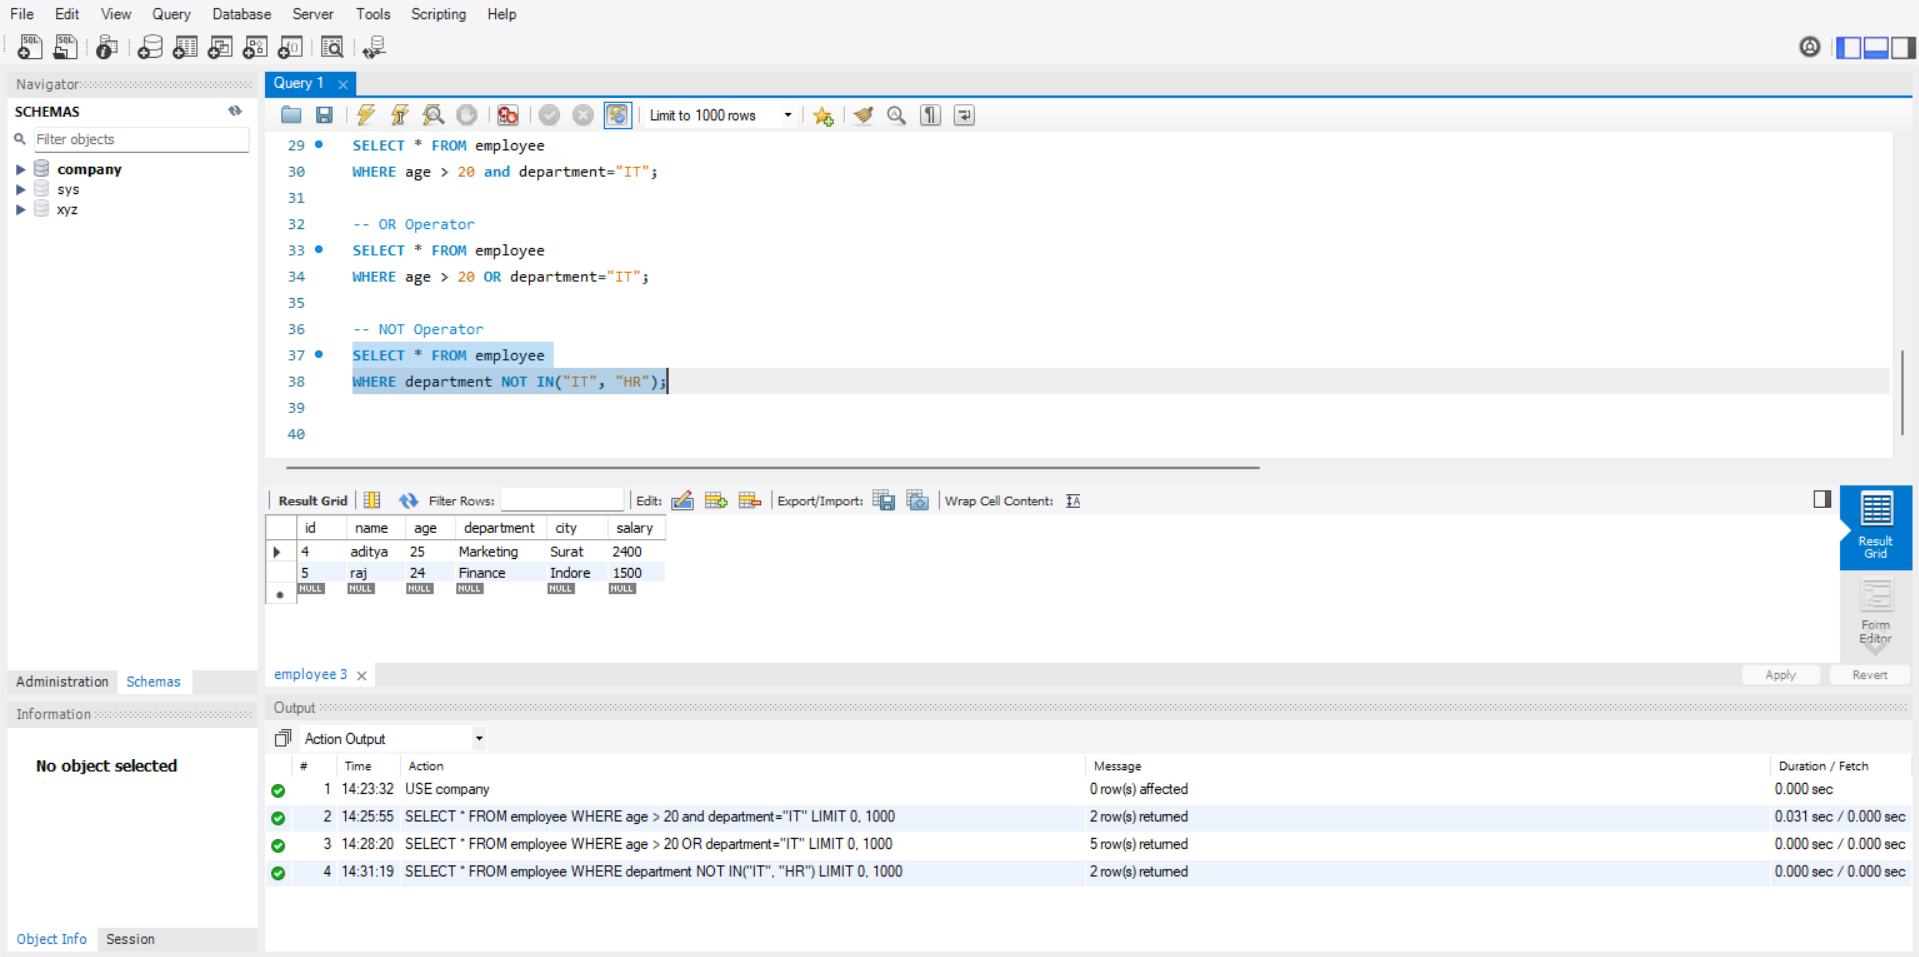 File Edit View Query Database Server Tools Scripting Help
Navigator
SCHEMAS
Filter objects
company
sys
xyz
Administration Schemas
Information
No object selected
Object Info Session
Query 1
Limit to 1000 rows
29 SELECT * FROM employee
30 WHERE age > 20 and department="IT";
31
32 -- OR Operator
33 SELECT * FROM employee
34 WHERE age > 20 OR department="IT";
35
36 -- NOT Operator
37 SELECT * FROM employee
38 WHERE department NOT IN("IT", "HR");
39
40
Result Grid Filter Rows: Edit: Export/Import: Wrap Cell Content:
id name age department city salary
4 aditya 25 Marketing Surat 2400
5 raj 24 Finance Indore 1500
NULL NULL NULL NULL NULL NULL
Result
Grid
Form
Editor
employee 3 Apply Revert
Output
Action Output
# Time Action Message Duration / Fetch
1 14:23:32 USE company 0 row(s) affected 0.000 sec
2 14:25:55 SELECT * FROM employee WHERE age > 20 and department="IT" LIMIT 0, 1000 2 row(s) returned 0.031 sec / 0.000 sec
3 14:28:20 SELECT * FROM employee WHERE age > 20 OR department="IT" LIMIT 0, 1000 5 row(s) returned 0.000 sec / 0.000 sec
4 14:31:19 SELECT * FROM employee WHERE department NOT IN("IT", "HR") LIMIT 0, 1000 2 row(s) returned 0.000 sec / 0.000 sec